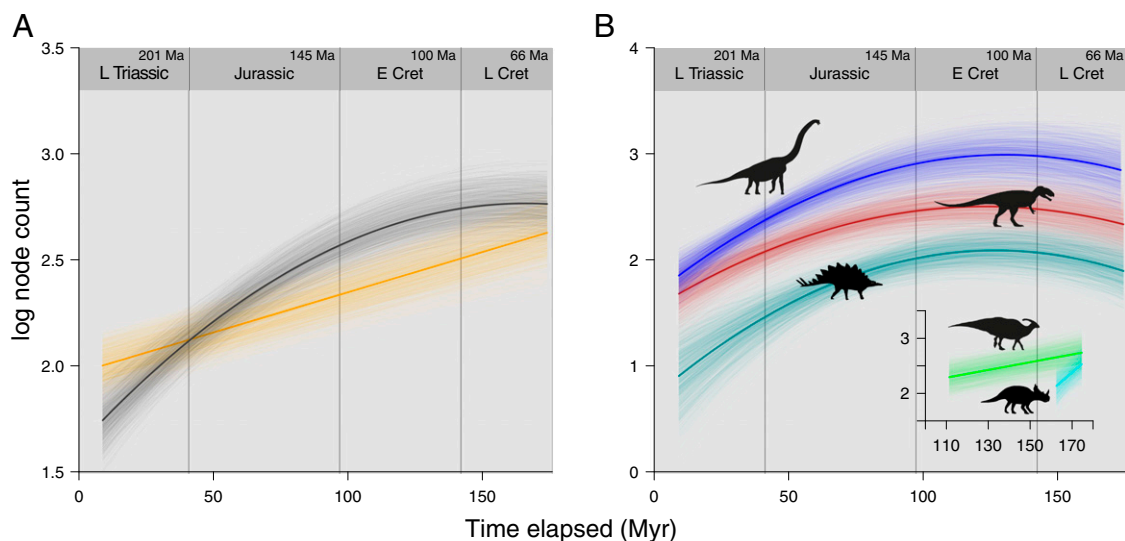 A
B
201 Ma 145 Ma 100 Ma 66 Ma
L Triassic Jurassic E Cret L Cret
201 Ma 145 Ma 100 Ma 66 Ma
L Triassic Jurassic E Cret L Cret
log node count
3.5
3.0
2.5
2.0
1.5
0 50 100 150
4
3
2
1
0
0 50 100 150
3
2
110 130 150 170
Time elapsed (Myr)